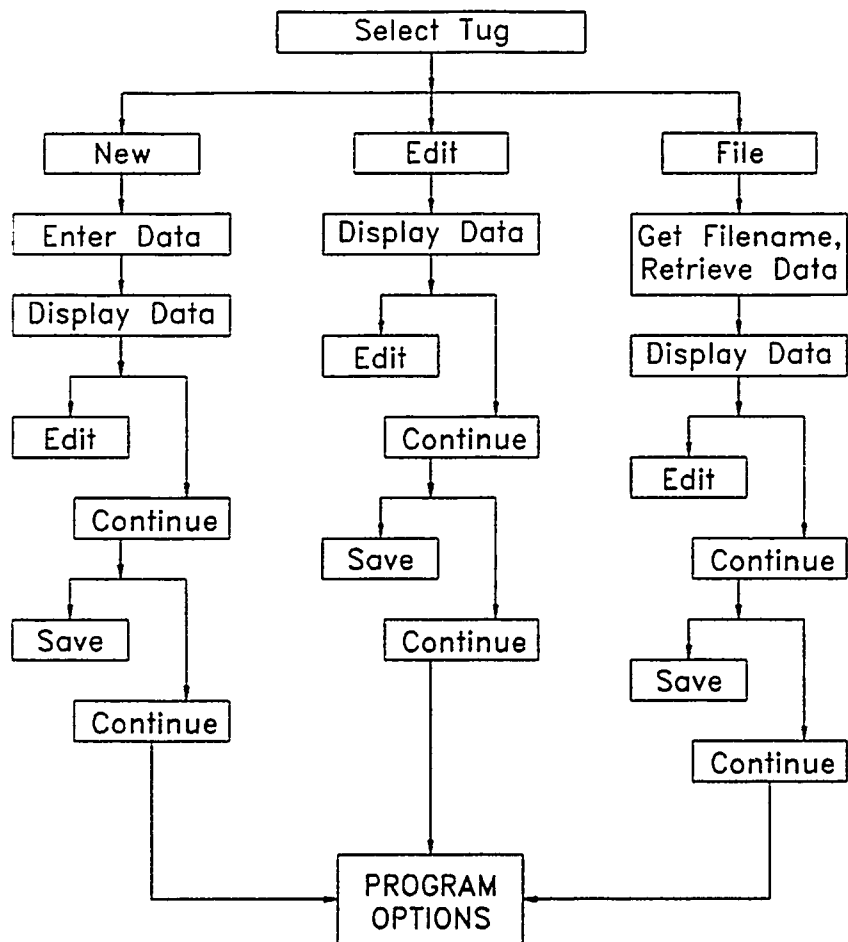 Select Tug
New
Enter Data
Display Data
Edit
Continue
Save
Continue
Edit
Display Data
Edit
Continue
Save
Continue
File
Get Filename,
Retrieve Data
Display Data
Edit
Continue
Save
Continue
PROGRAM
OPTIONS